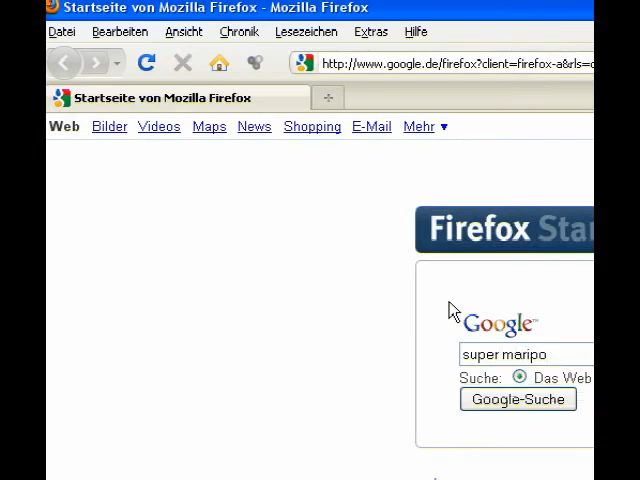 Startseite von Mozilla Firefox - Mozilla Firefox
Datei Bearbeiten Ansicht Chronik Lesezeichen Extras Hilfe
http://www.google.de/firefox?client=firefox-a&rls=
Startseite von Mozilla Firefox
Web Bilder Videos Maps News Shopping E-Mail Mehr ▼
Firefox Sta
Google™
super maripo
Suche: Das Web
Google-Suche